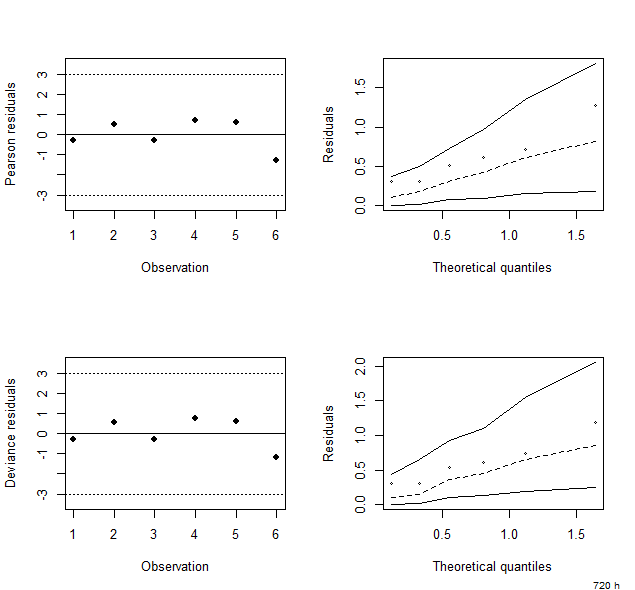 Pearson residuals
3
2
1
0
-1
-3
1 2 3 4 5 6
Observation
Residuals
1.5
1.0
0.5
0.0
0.5 1.0 1.5
Theoretical quantiles
Deviance residuals
3
2
1
0
-1
-3
1 2 3 4 5 6
Observation
Residuals
2.0
1.5
1.0
0.5
0.0
0.5 1.0 1.5
Theoretical quantiles
720 h